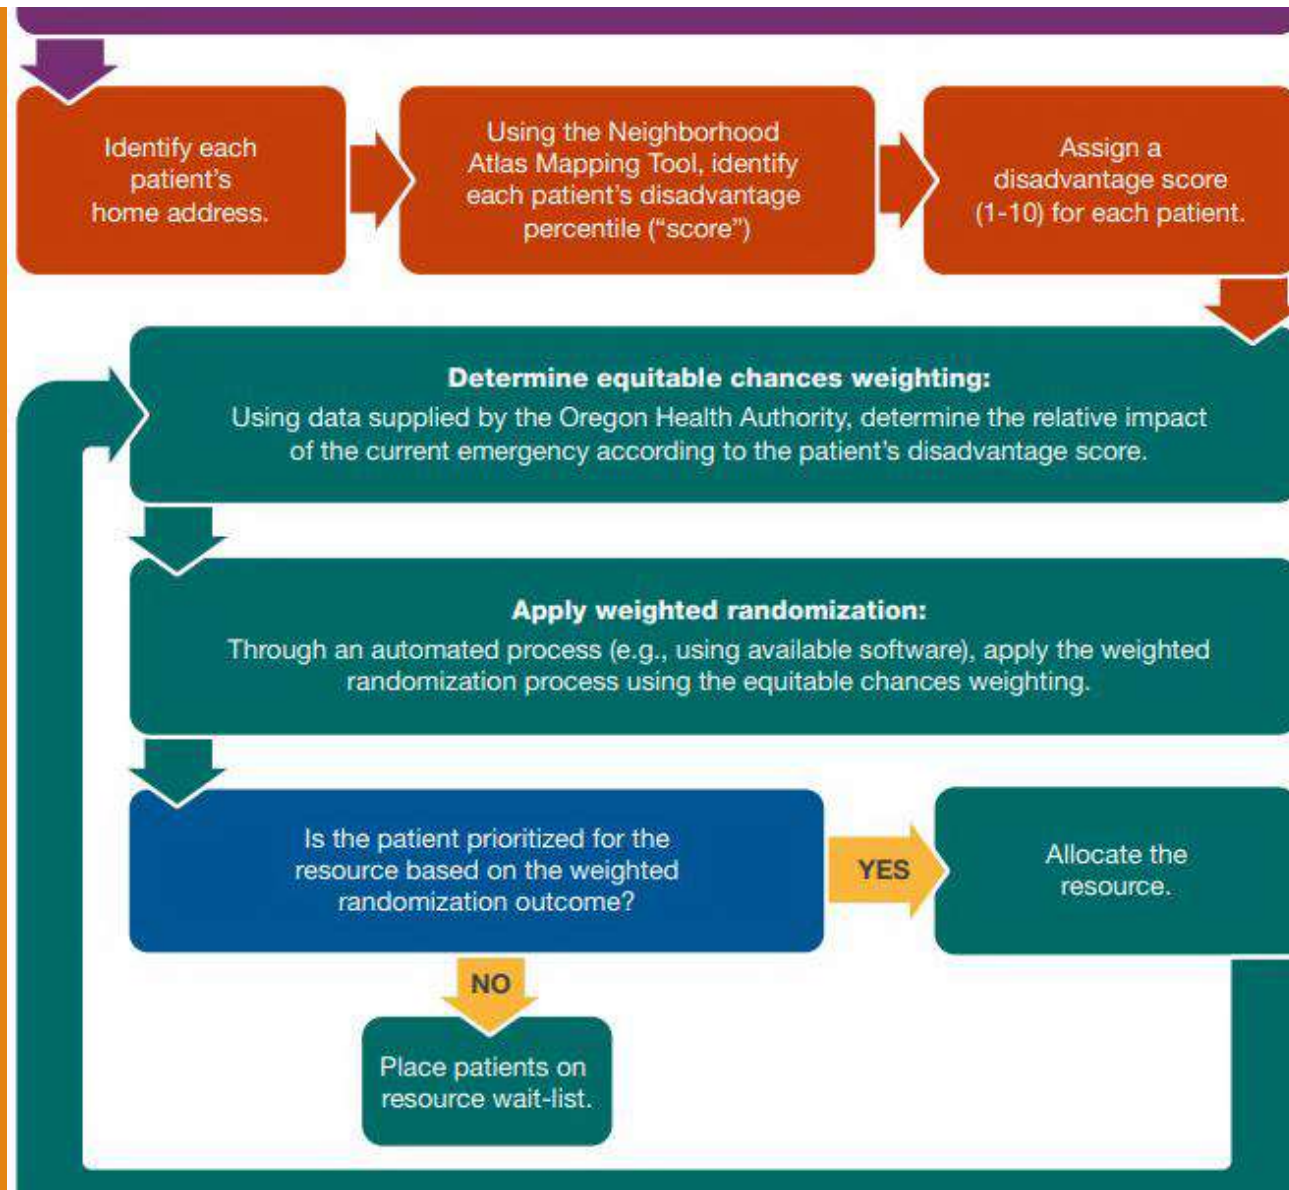 Identify each
patient's
home address.
Using the Neighborhood
Atlas Mapping Tool, identify
each patient's disadvantage
percentile (“score”)
Assign a
disadvantage score
(1-10) for each patient.
Determine equitable chances weighting:
Using data supplied by the Oregon Health Authority, determine the relative impact
of the current emergency according to the patient's disadvantage score.
Apply weighted randomization:
Through an automated process (e.g., using available software), apply the weighted
randomization process using the equitable chances weighting.
Is the patient prioritized for the
resource based on the weighted
randomization outcome?
YES
Allocate the
resource.
NO
Place patients on
resource wait-list.